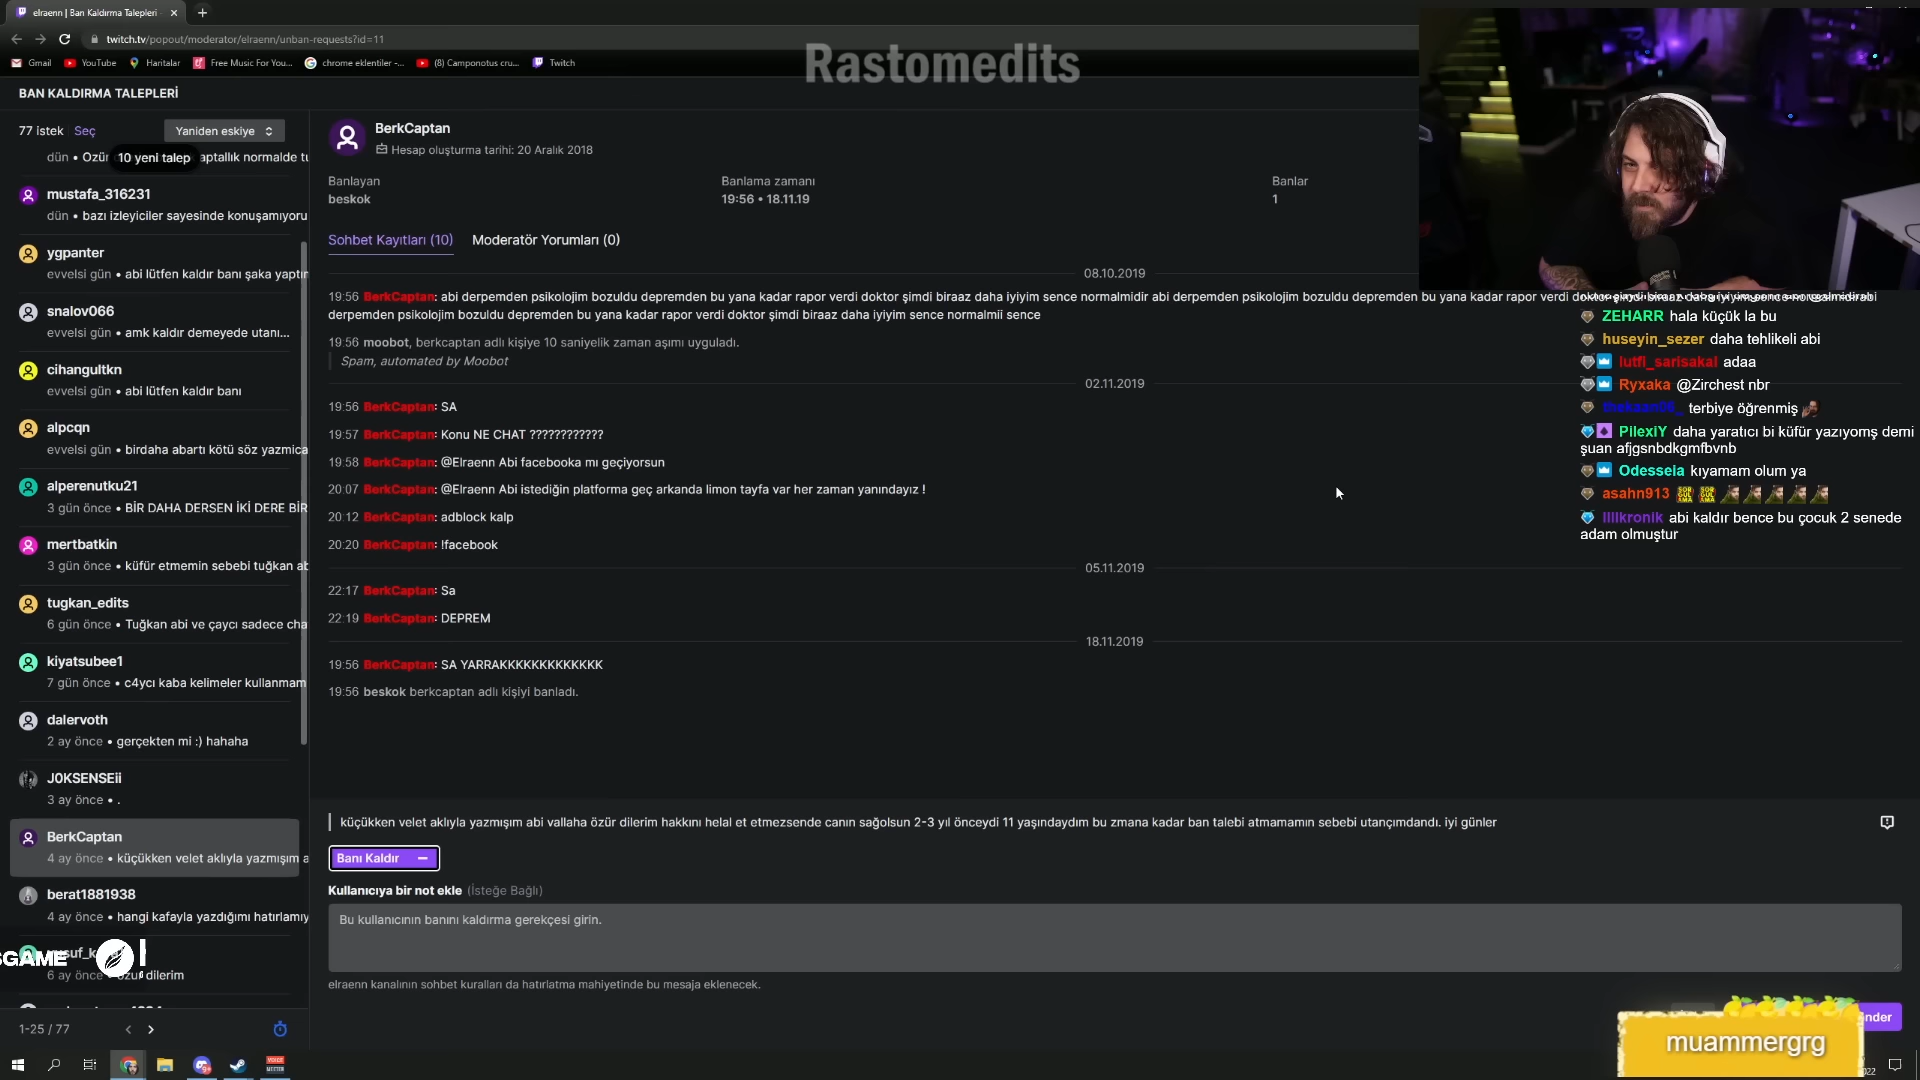 elraenn | Ban Kaldırma Talepleri
twitch.tv/popout/moderator/elraenn/unban-requests?id=11
Gmail
YouTube
Haritalar
Free Music For You...
chrome eklentiler -...
(8) Camponotus cru...
Twitch
Rastomedits
BAN KALDIRMA TALEPLERİ
77 istek Seç
Yaniden eskiye
10 yeni talep
mustafa_316231
dün • bazı izleyiciler sayesinde konuşamıyoru
ygpanter
evvelsi gün • abi lütfen kaldır banı şaka yaptır
snalov066
evvelsi gün • amk kaldır demeyede utanı...
cihangultkn
evvelsi gün • abi lütfen kaldır banı
alpcqn
evvelsi gün • birdaha abartı kötü söz yazmica
alperenutku21
3 gün önce • BİR DAHA DERSEN İKİ DERE BİR
mertbatkin
3 gün önce • küfür etmemin sebebi tuğkan ab
tugkan_edits
6 gün önce • Tuğkan abi ve çaycı sadece cha
kiyatsubee1
7 gün önce • c4ycı kaba kelimeler kullanmam
dalervoth
2 ay önce • gerçekten mi :) hahaha
J0KSENSEii
3 ay önce • .
BerkCaptan
4 ay önce • küçükken velet aklıyla yazmışım a
berat1881938
4 ay önce • hangi kafayla yazdığımı hatırlamıy
6 ay önce • özür dilerim
SGAME
1-25 / 77
BerkCaptan
Hesap oluşturma tarihi: 20 Aralık 2018
Banlayan
beskok
Banlama zamanı
19:56 • 18.11.19
Banlar
1
Sohbet Kayıtları (10)
Moderatör Yorumları (0)
08.10.2019
19:56 BerkCaptan: abi derpemden psikolojim bozuldu depremden bu yana kadar rapor verdi doktor şimdi biraaz daha iyiyim sence normalmidir abi derpemden psikolojim bozuldu depremden bu yana kadar rapor verdi
derpemden psikolojim bozuldu depremden bu yana kadar rapor verdi doktor şimdi biraaz daha iyiyim sence normalmii sence
19:56 moobot, berkcaptan adlı kişiye 10 saniyelik zaman aşımı uyguladı.
Spam, automated by Moobot
02.11.2019
19:56 BerkCaptan: SA
19:57 BerkCaptan: Konu NE CHAT ????????????
19:58 BerkCaptan: @Elraenn Abi facebooka mı geçiyorsun
20:07 BerkCaptan: @Elraenn Abi istediğin platforma geç arkanda limon tayfa var her zaman yanındayız !
20:12 BerkCaptan: adblock kalp
20:20 BerkCaptan: !facebook
05.11.2019
22:17 BerkCaptan: Sa
22:19 BerkCaptan: DEPREM
18.11.2019
19:56 BerkCaptan: SA YARRAKKKKKKKKKKKKK
19:56 beskok berkcaptan adlı kişiyi banladı.
küçükken velet aklıyla yazmışım abi vallaha özür dilerim hakkını helal et etmezsende canın sağolsun 2-3 yıl önceydi 11 yaşındaydım bu zmana kadar ban talebi atmamamın sebebi utançımdandı. iyi günler
Banı Kaldır
Kullanıcıya bir not ekle (İsteğe Bağlı)
Bu kullanıcının banını kaldırma gerekçesi girin.
elraenn kanalının sohbet kuralları da hatırlatma mahiyetinde bu mesaja eklenecek.
ZEHARR hala küçük la bu
huseyin_sezer daha tehlikeli abi
lutfi_sarisakal adaa
Ryxaka @Zirchest nbr
terbiye öğrenmiş
PilexiY daha yaratıcı bi küfür yazıyomş demi
şuan afjgsnbdkgmfbvnb
Odesseia kıyamam olum ya
asahn913
llllkronik abi kaldır bence bu çocuk 2 senede
adam olmuştur
nder
muammergrg